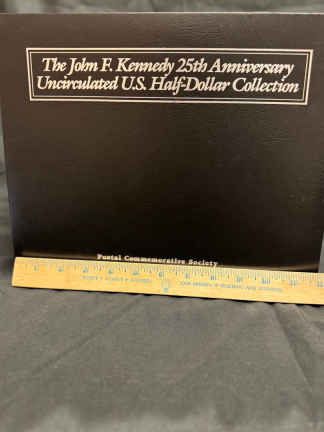 The John F. Kennedy 25th Anniversary
Uncirculated U.S. Half-Dollar Collection
Postal Commemorative Society